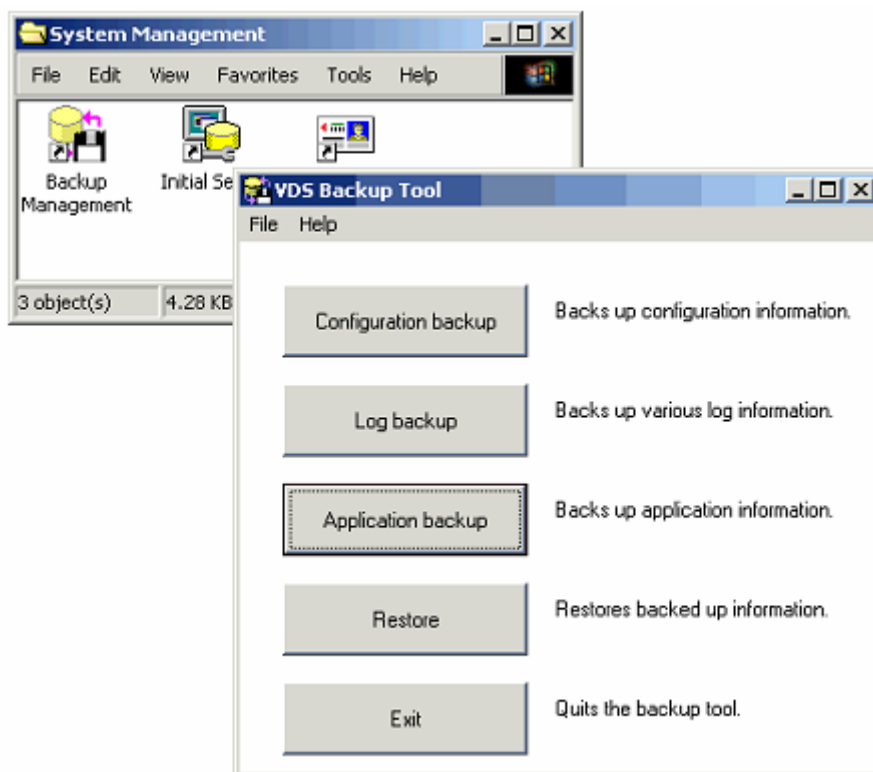 System Management
File Edit View Favorites Tools Help
Backup
Management
Initial Se
3 object(s)
4.28 KB
VDS Backup Tool
File Help
Configuration backup
Backs up configuration information.
Log backup
Backs up various log information.
Application backup
Backs up application information.
Restore
Restores backed up information.
Exit
Quits the backup tool.